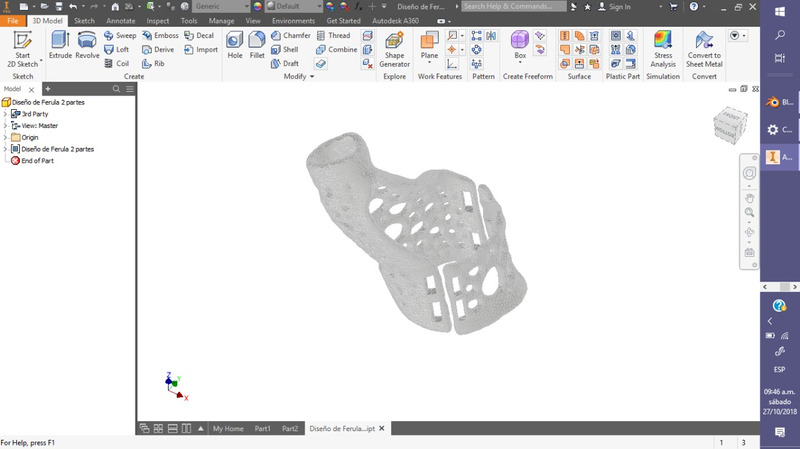 Generic
Default
Diseño de Fer
Search Help & Commands...
Sign In
File 3D Model Sketch Annotate Inspect Tools Manage View Environments Get Started Autodesk A360
Start
2D Sketch
Sketch
Extrude
Revolve
Sweep
Loft
Coil
Emboss
Derive
Rib
Decal
Import
Create
Hole
Fillet
Chamfer
Shell
Draft
Thread
Combine
Modify
Shape
Generator
Explore
Plane
Work Features
Pattern
Box
Create Freeform
Surface
Plastic Part
Stress
Analysis
Simulation
Convert to
Sheet Metal
Convert
Model
Diseño de Ferula 2 partes
3rd Party
View: Master
Origin
Diseño de Ferula 2 partes
End of Part
FRONT
Z
Y
X
My Home Part1 Part2 Diseño de Ferula....ipt
For Help, press F1
1 3
Bl...
C...
A...
ESP
09:46 a.m.
sábado
27/10/2018